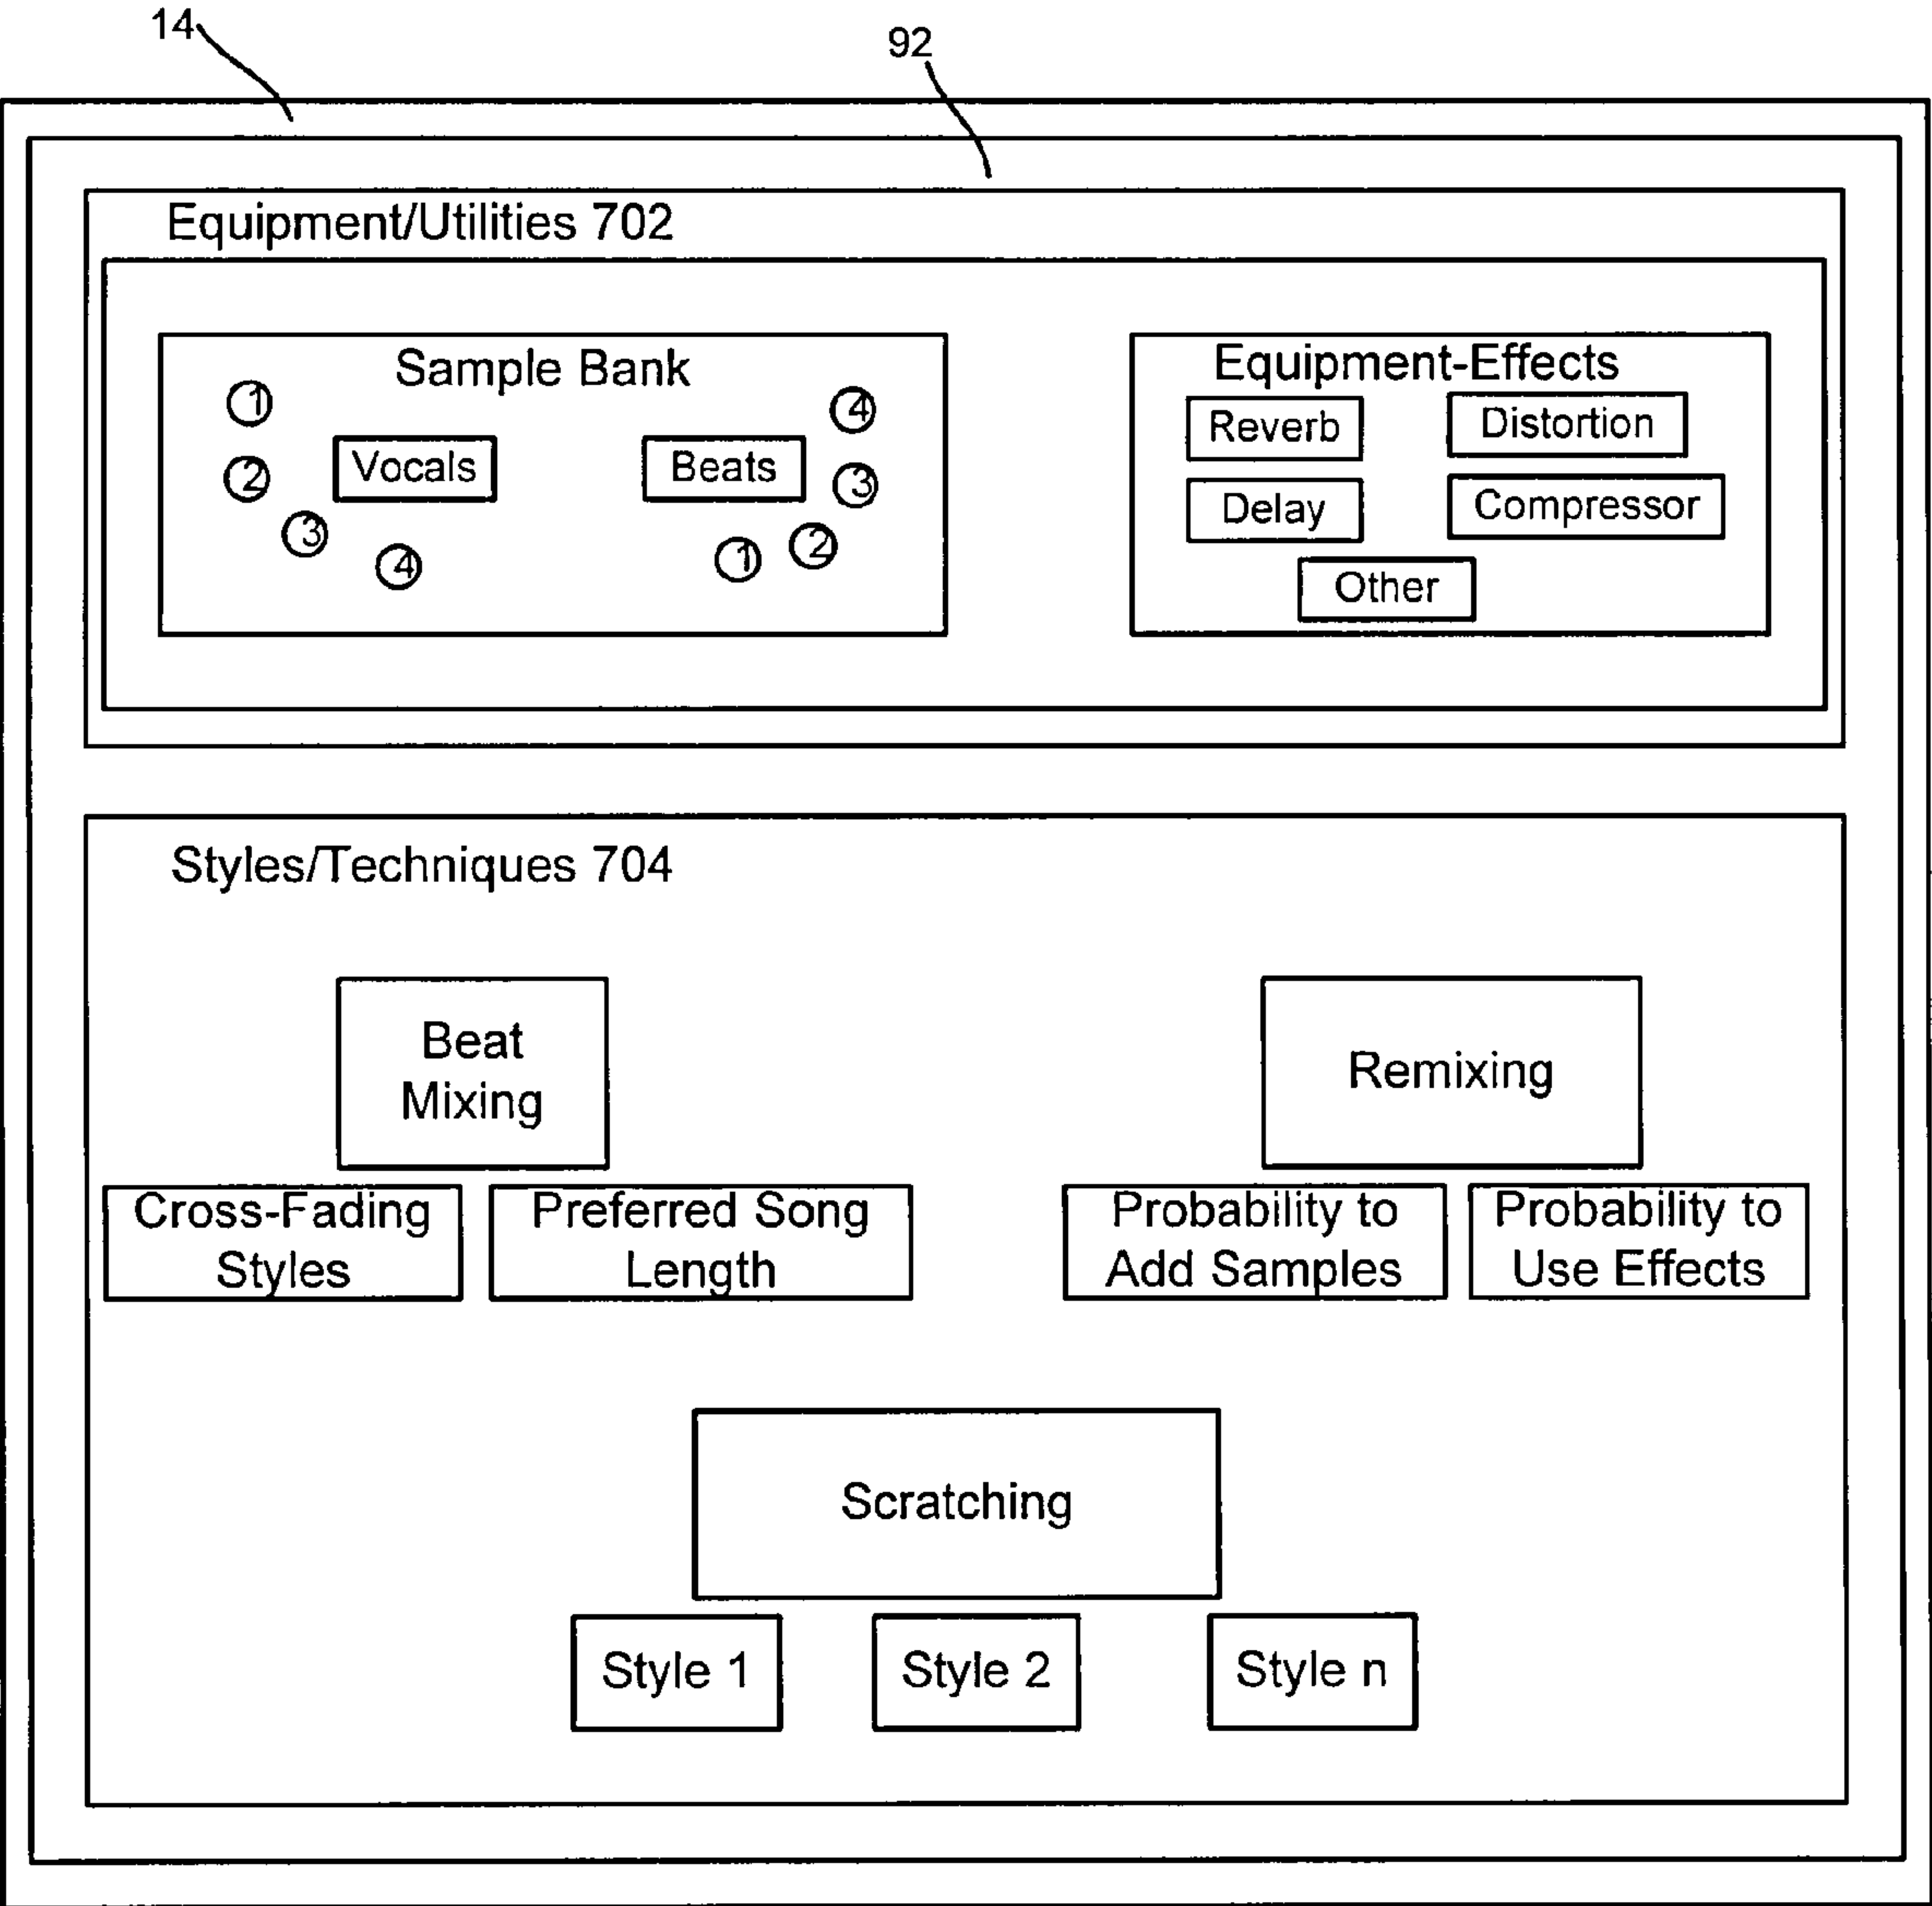 14
92
Equipment/Utilities 702
Sample Bank
1
2
3
4
Vocals
Beats
4
3
2
1
Equipment-Effects
Reverb
Distortion
Delay
Compressor
Other
Styles/Techniques 704
Beat
Mixing
Cross-Fading
Styles
Preferred Song
Length
Remixing
Probability to
Add Samples
Probability to
Use Effects
Scratching
Style 1
Style 2
Style n